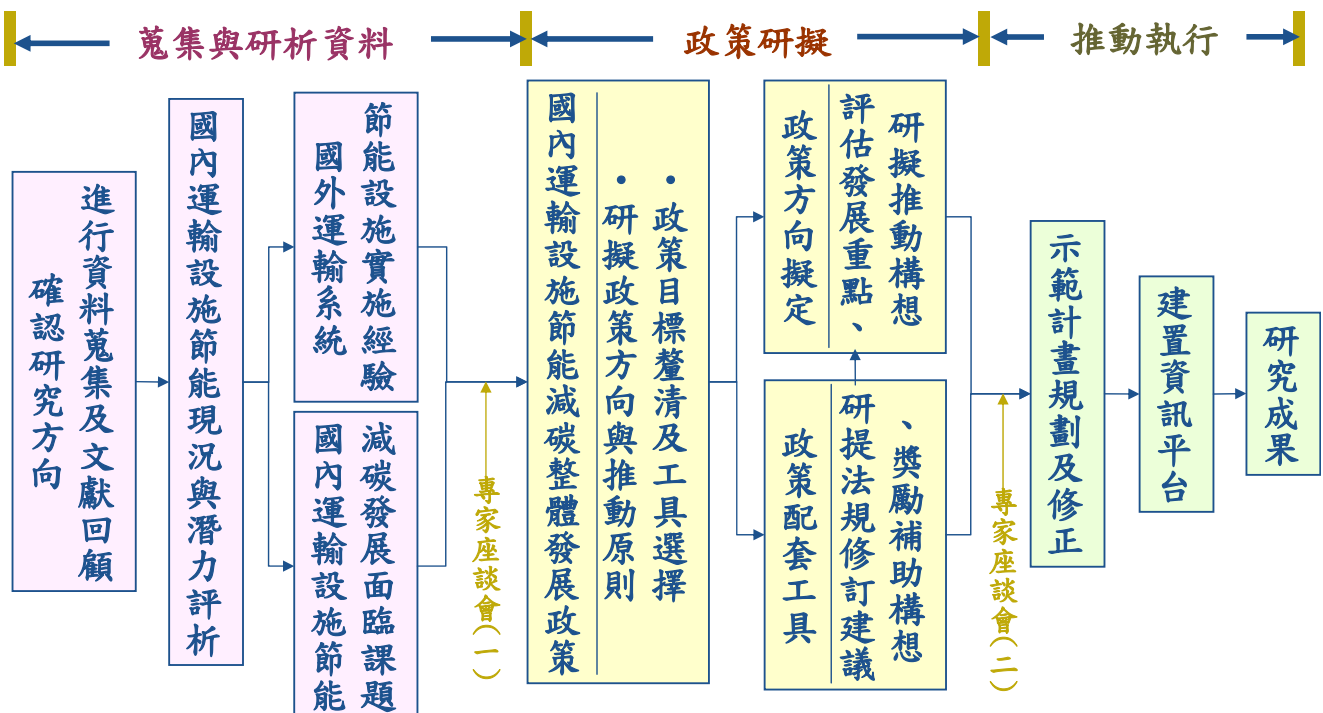 蒐集與研析資料
政策研擬
推動執行
確認研究方向
進行資料蒐集及文獻回顧
國內運輸設施節能現況與潛力評析
國外運輸系統
節能設施實施經驗
國內運輸設施節能
減碳發展面臨課題
專家座談會(一)
國內運輸設施節能減碳整體發展政策
・研擬政策方向與推動原則
・政策目標釐清及工具選擇
政策方向擬定
評估發展重點、
研擬推動構想
政策配套工具
研提法規修訂建議
、獎勵補助構想
專家座談會(二)
示範計畫規劃及修正
建置資訊平台
研究成果